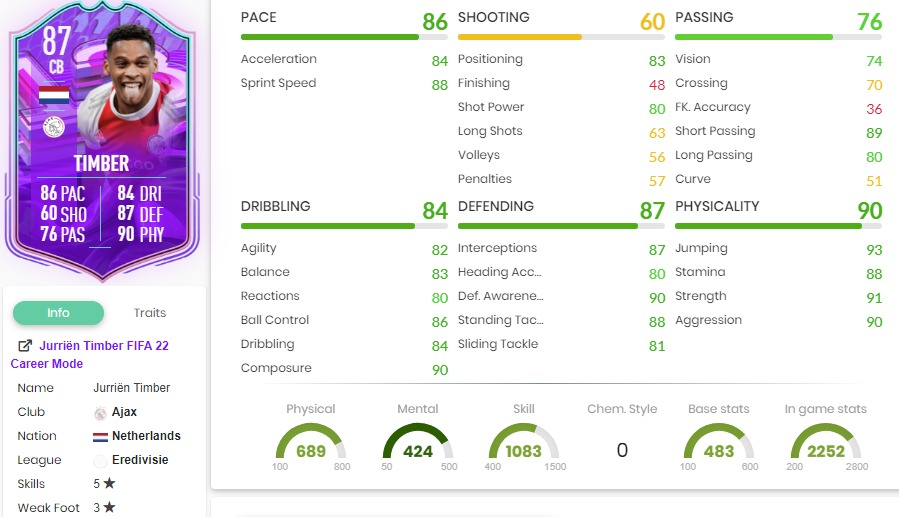 87
CB
TIMBER
86 PAC 84 DRI
60 SHO 87 DEF
76 PAS 90 PHY
Info Traits
Jurriën Timber FIFA 22
Career Mode
Name Jurriën Timber
Club Ajax
Nation Netherlands
League Eredivisie
Skills 5 ★
Weak Foot 3 ★
PACE 86
Acceleration 84
Sprint Speed 88
SHOOTING 60
Positioning 83
Finishing 48
Shot Power 80
Long Shots 63
Volleys 56
Penalties 57
PASSING 76
Vision 74
Crossing 70
FK. Accuracy 36
Short Passing 89
Long Passing 80
Curve 51
DRIBBLING 84
Agility 82
Balance 83
Reactions 80
Ball Control 86
Dribbling 84
Composure 90
DEFENDING 87
Interceptions 87
Heading Acc... 80
Def. Awarene... 90
Standing Tac... 88
Sliding Tackle 81
PHYSICALITY 90
Jumping 93
Stamina 88
Strength 91
Aggression 90
Physical Mental Skill Chem. Style Base stats In game stats
689 424 1083 0 483 2252
100 800 50 500 400 1500 100 600 200 2800